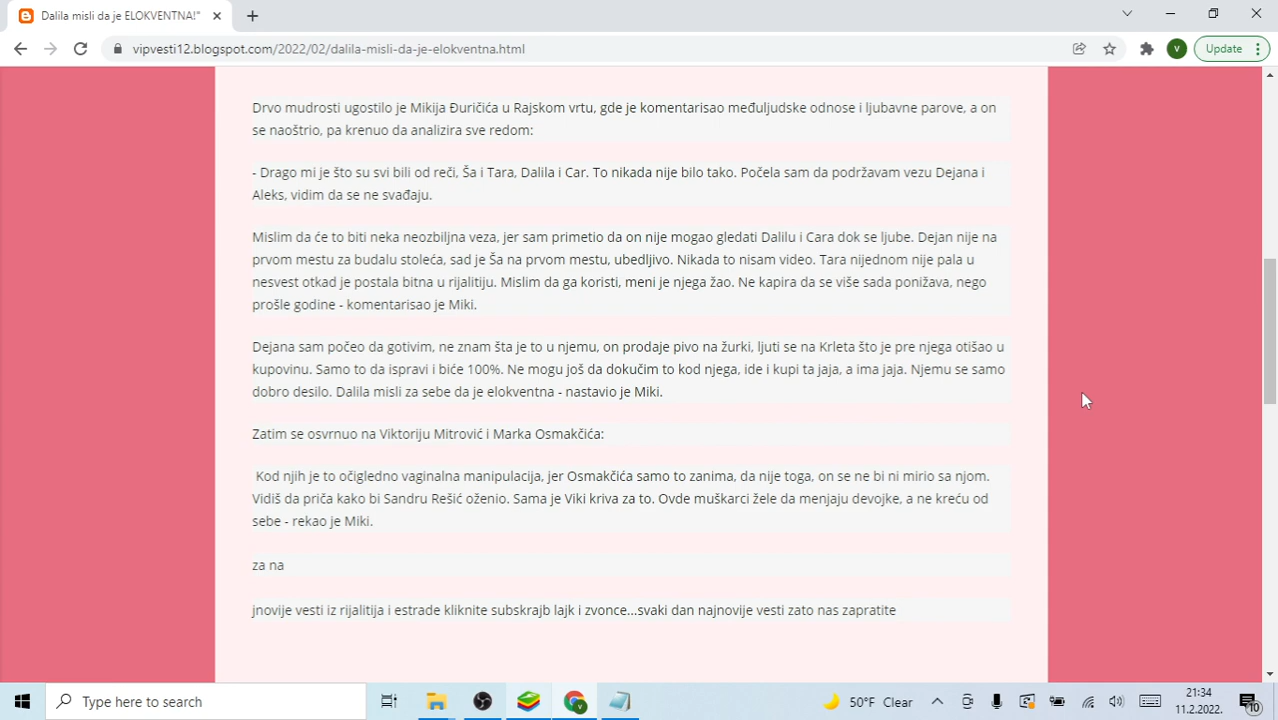 Dalila misli da je ELOKVENTNA!"
vipvesti12.blogspot.com/2022/02/dalila-misli-da-je-elokventna.html
V
Update
Drvo mudrosti ugostilo je Mikija Đuričića u Rajskom vrtu, gde je komentarisao međuljudske odnose i ljubavne parove, a on
se naoštrio, pa krenuo da analizira sve redom:
- Drago mi je što su svi bili od reči, Ša i Tara, Dalila i Car. To nikada nije bilo tako. Počela sam da podržavam vezu Dejana i
Aleks, vidim da se ne svađaju.
Mislim da će to biti neka neozbiljna veza, jer sam primetio da on nije mogao gledati Dalilu i Cara dok se ljube. Dejan nije na
prvom mestu za budalu stoleća, sad je Ša na prvom mestu, ubedljivo. Nikada to nisam video. Tara nijednom nije pala u
nesvest otkad je postala bitna u rijalitiju. Mislim da ga koristi, meni je njega žao. Ne kapira da se više sada ponižava, nego
prošle godine - komentarisao je Miki.
Dejana sam počeo da gotivim, ne znam šta je to u njemu, on prodaje pivo na žurki, ljuti se na Krleta što je pre njega otišao u
kupovinu. Samo to da ispravi i biće 100%. Ne mogu još da dokučim to kod njega, ide i kupi ta jaja, a ima jaja. Njemu se samo
dobro desilo. Dalila misli za sebe da je elokventna - nastavio je Miki.
Zatim se osvrnuo na Viktoriju Mitrović i Marka Osmakčića:
Kod njih je to očigledno vaginalna manipulacija, jer Osmakčića samo to zanima, da nije toga, on se ne bi ni mirio sa njom.
Vidiš da priča kako bi Sandru Rešić oženio. Sama je Viki kriva za to. Ovde muškarci žele da menjaju devojke, a ne kreću od
sebe - rekao je Miki.
za na
jnovije vesti iz rijalitija i estrade kliknite subskrajb lajk i zvonce...svaki dan najnovije vesti zato nas zapratite
Type here to search
50°F Clear
21:34
11.2.2022.
10